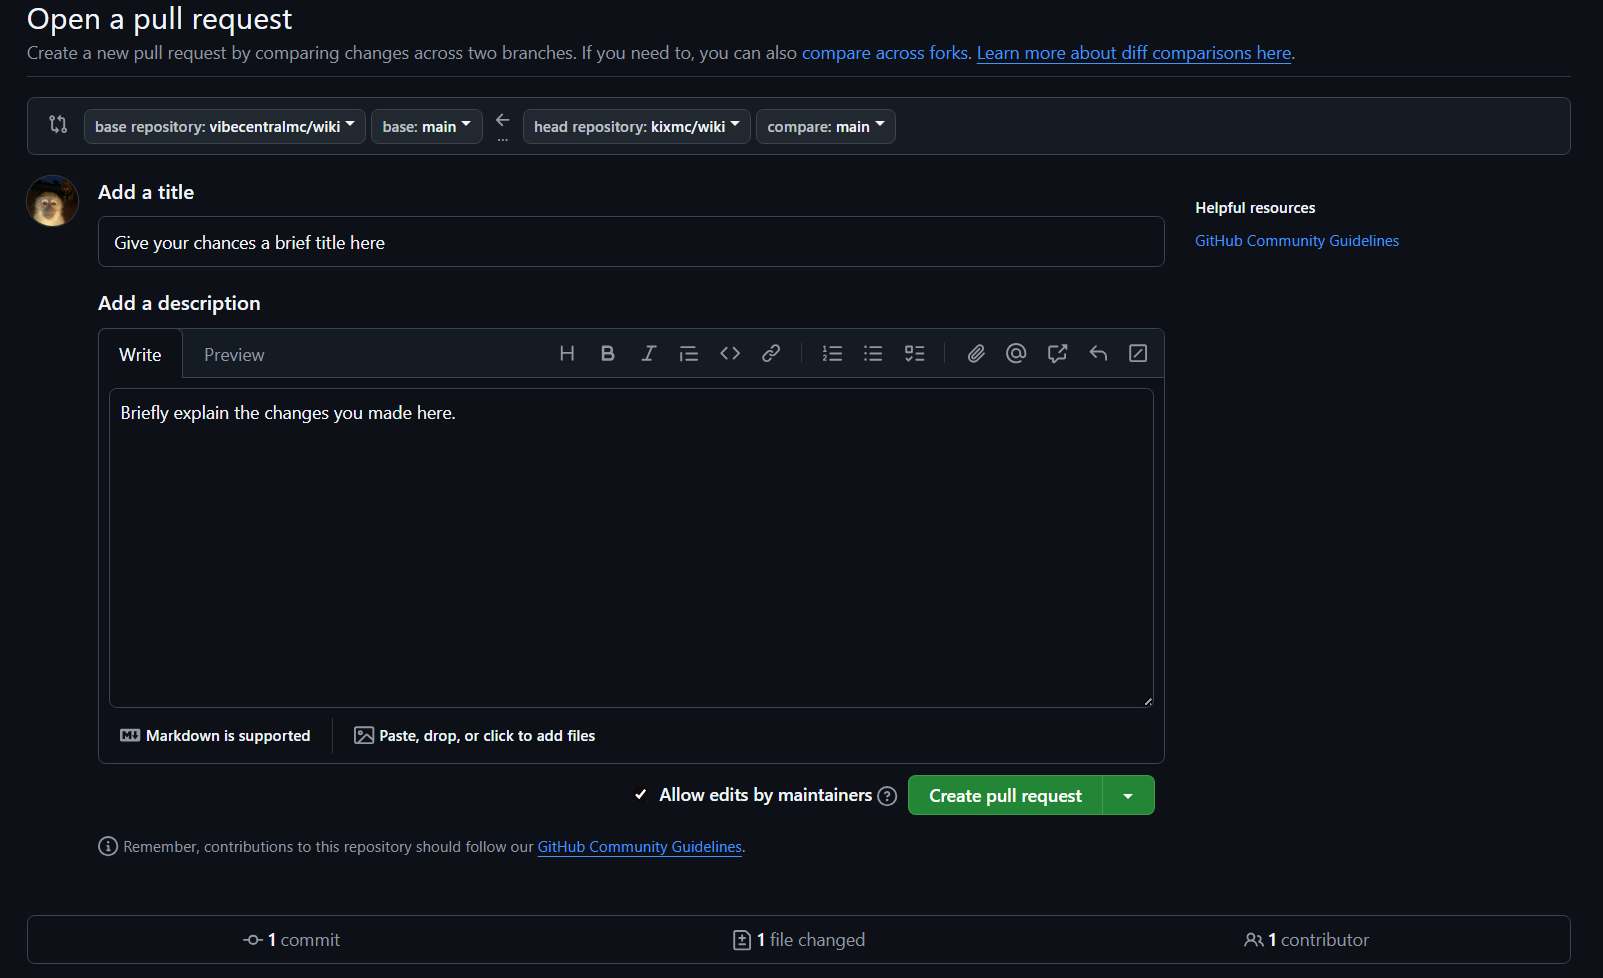 Open a pull request
Create a new pull request by comparing changes across two branches. If you need to, you can also compare across forks. Learn more about diff comparisons here.
base repository: vibecentralmc/wiki base: main ... head repository: kixmc/wiki compare: main
Add a title
Give your chances a brief title here
Helpful resources
GitHub Community Guidelines
Add a description
Write Preview
Briefly explain the changes you made here.
Markdown is supported Paste, drop, or click to add files
Allow edits by maintainers Create pull request
Remember, contributions to this repository should follow our GitHub Community Guidelines.
1 commit 1 file changed 1 contributor